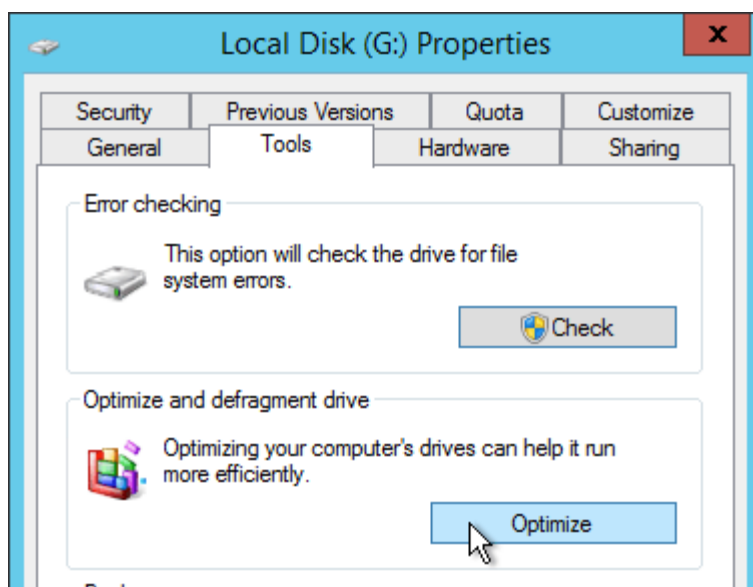 Local Disk (G:) Properties
x
Security Previous Versions Quota Customize
General Tools Hardware Sharing
Error checking
This option will check the drive for file
system errors.
Check
Optimize and defragment drive
Optimizing your computer's drives can help it run
more efficiently.
Optimize